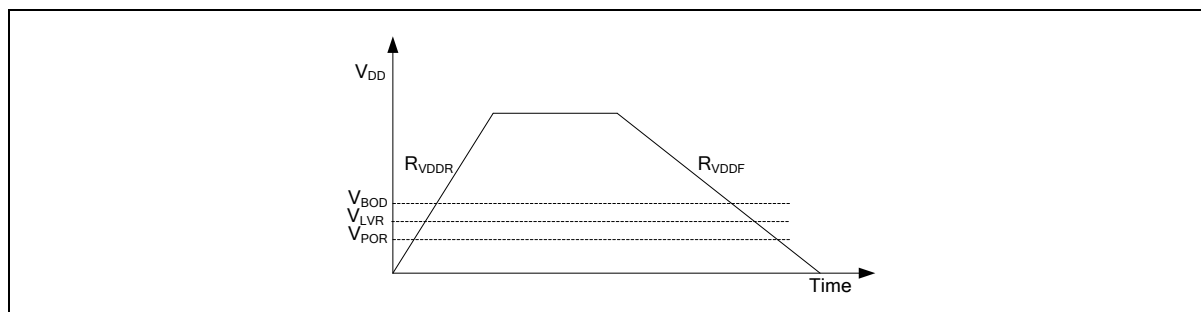 VDD
RVDDR
RVDDF
VBOD
VLVR
VPOR
Time